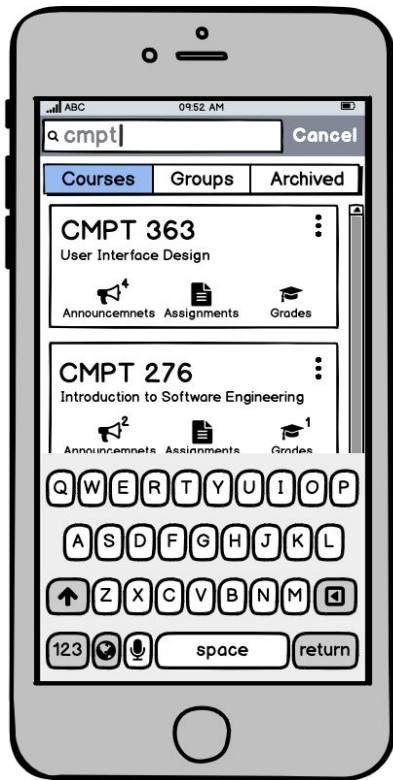 ABC 09:52 AM
cmpt Cancel
Courses Groups Archived
CMPT 363
User Interface Design
4
Announcemnets Assignments Grades
CMPT 276
Introduction to Software Engineering
2 1
Announcemnets Assignments Grades
Q W E R T Y U I O P
A S D F G H J K L
Z X C V B N M
123 space return